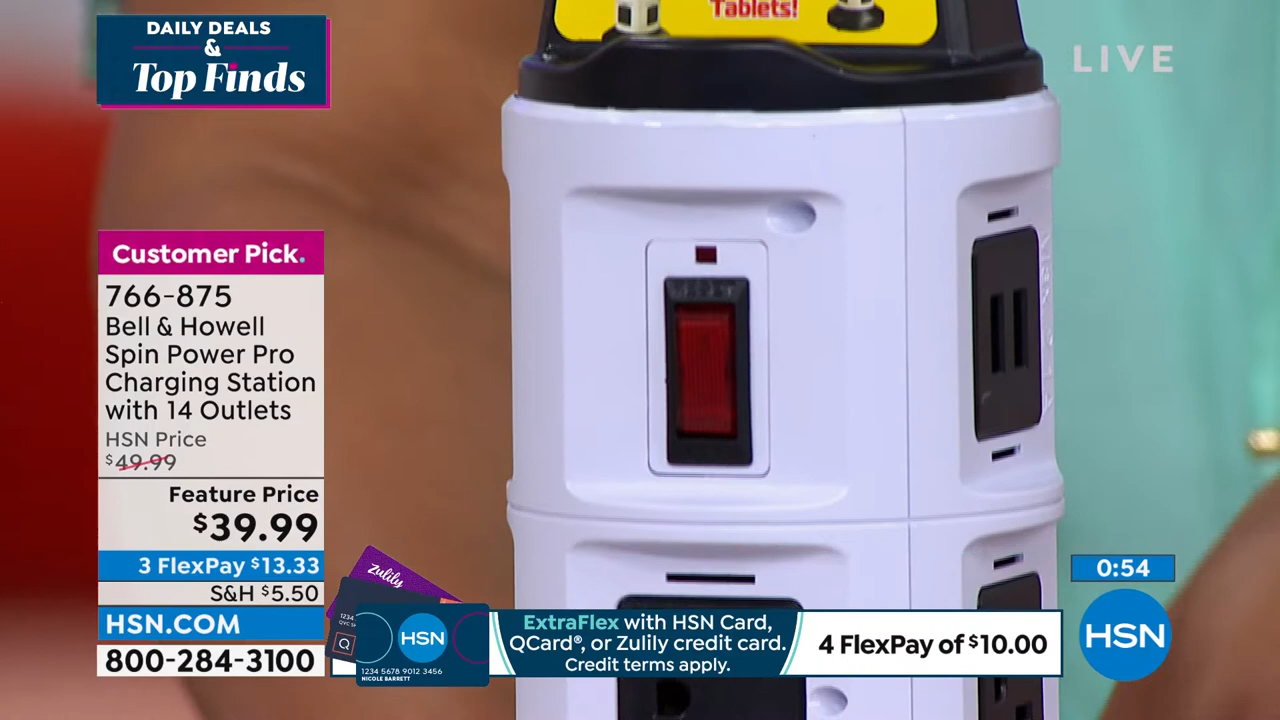 DAILY DEALS
&
Top Finds
Tablets!
LIVE
Customer Pick.
766-875
Bell & Howell
Spin Power Pro
Charging Station
with 14 Outlets
HSN Price
$49.99
Feature Price
$39.99
3 FlexPay $13.33
S&H $5.50
HSN.COM
800-284-3100
Zulily
1234
Q
HSN
1234 5678 9012 3456
NICOLE BARRETT
ExtraFlex with HSN Card,
QCard®, or Zulily credit card.
Credit terms apply.
4 FlexPay of $10.00
0:54
HSN